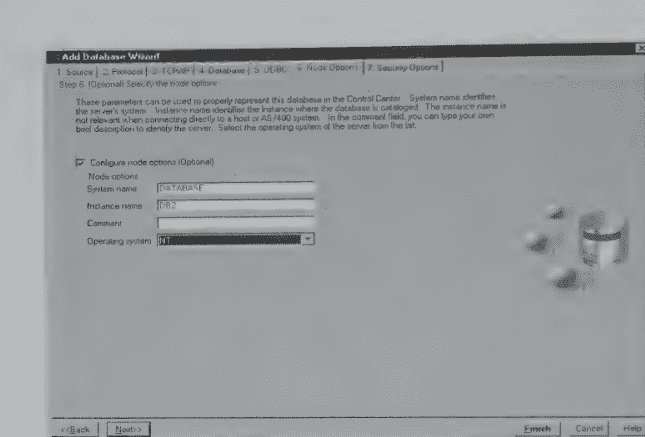 Add Database Wizard
1. Source | 2. Protocol | 3. TCP/IP | 4. Database | 5. ODBC | 6. Node Options | 7. Security Options |
Step 6. (Optional) Specify the node options
These parameters can be used to properly represent this database in the Control Center. System name identifies
the server's system. Instance name identifies the instance where the database is cataloged. The instance name is
not relevant when connecting directly to a host or AS/400 system. In the comment field, you can type your own
brief description to identify the server. Select the operating system of the server from the list.
Configure node options (Optional)
Node options
System name DATABASE
Instance name DB2
Comment
Operating system NT
<<Back Next>> Finish Cancel Help